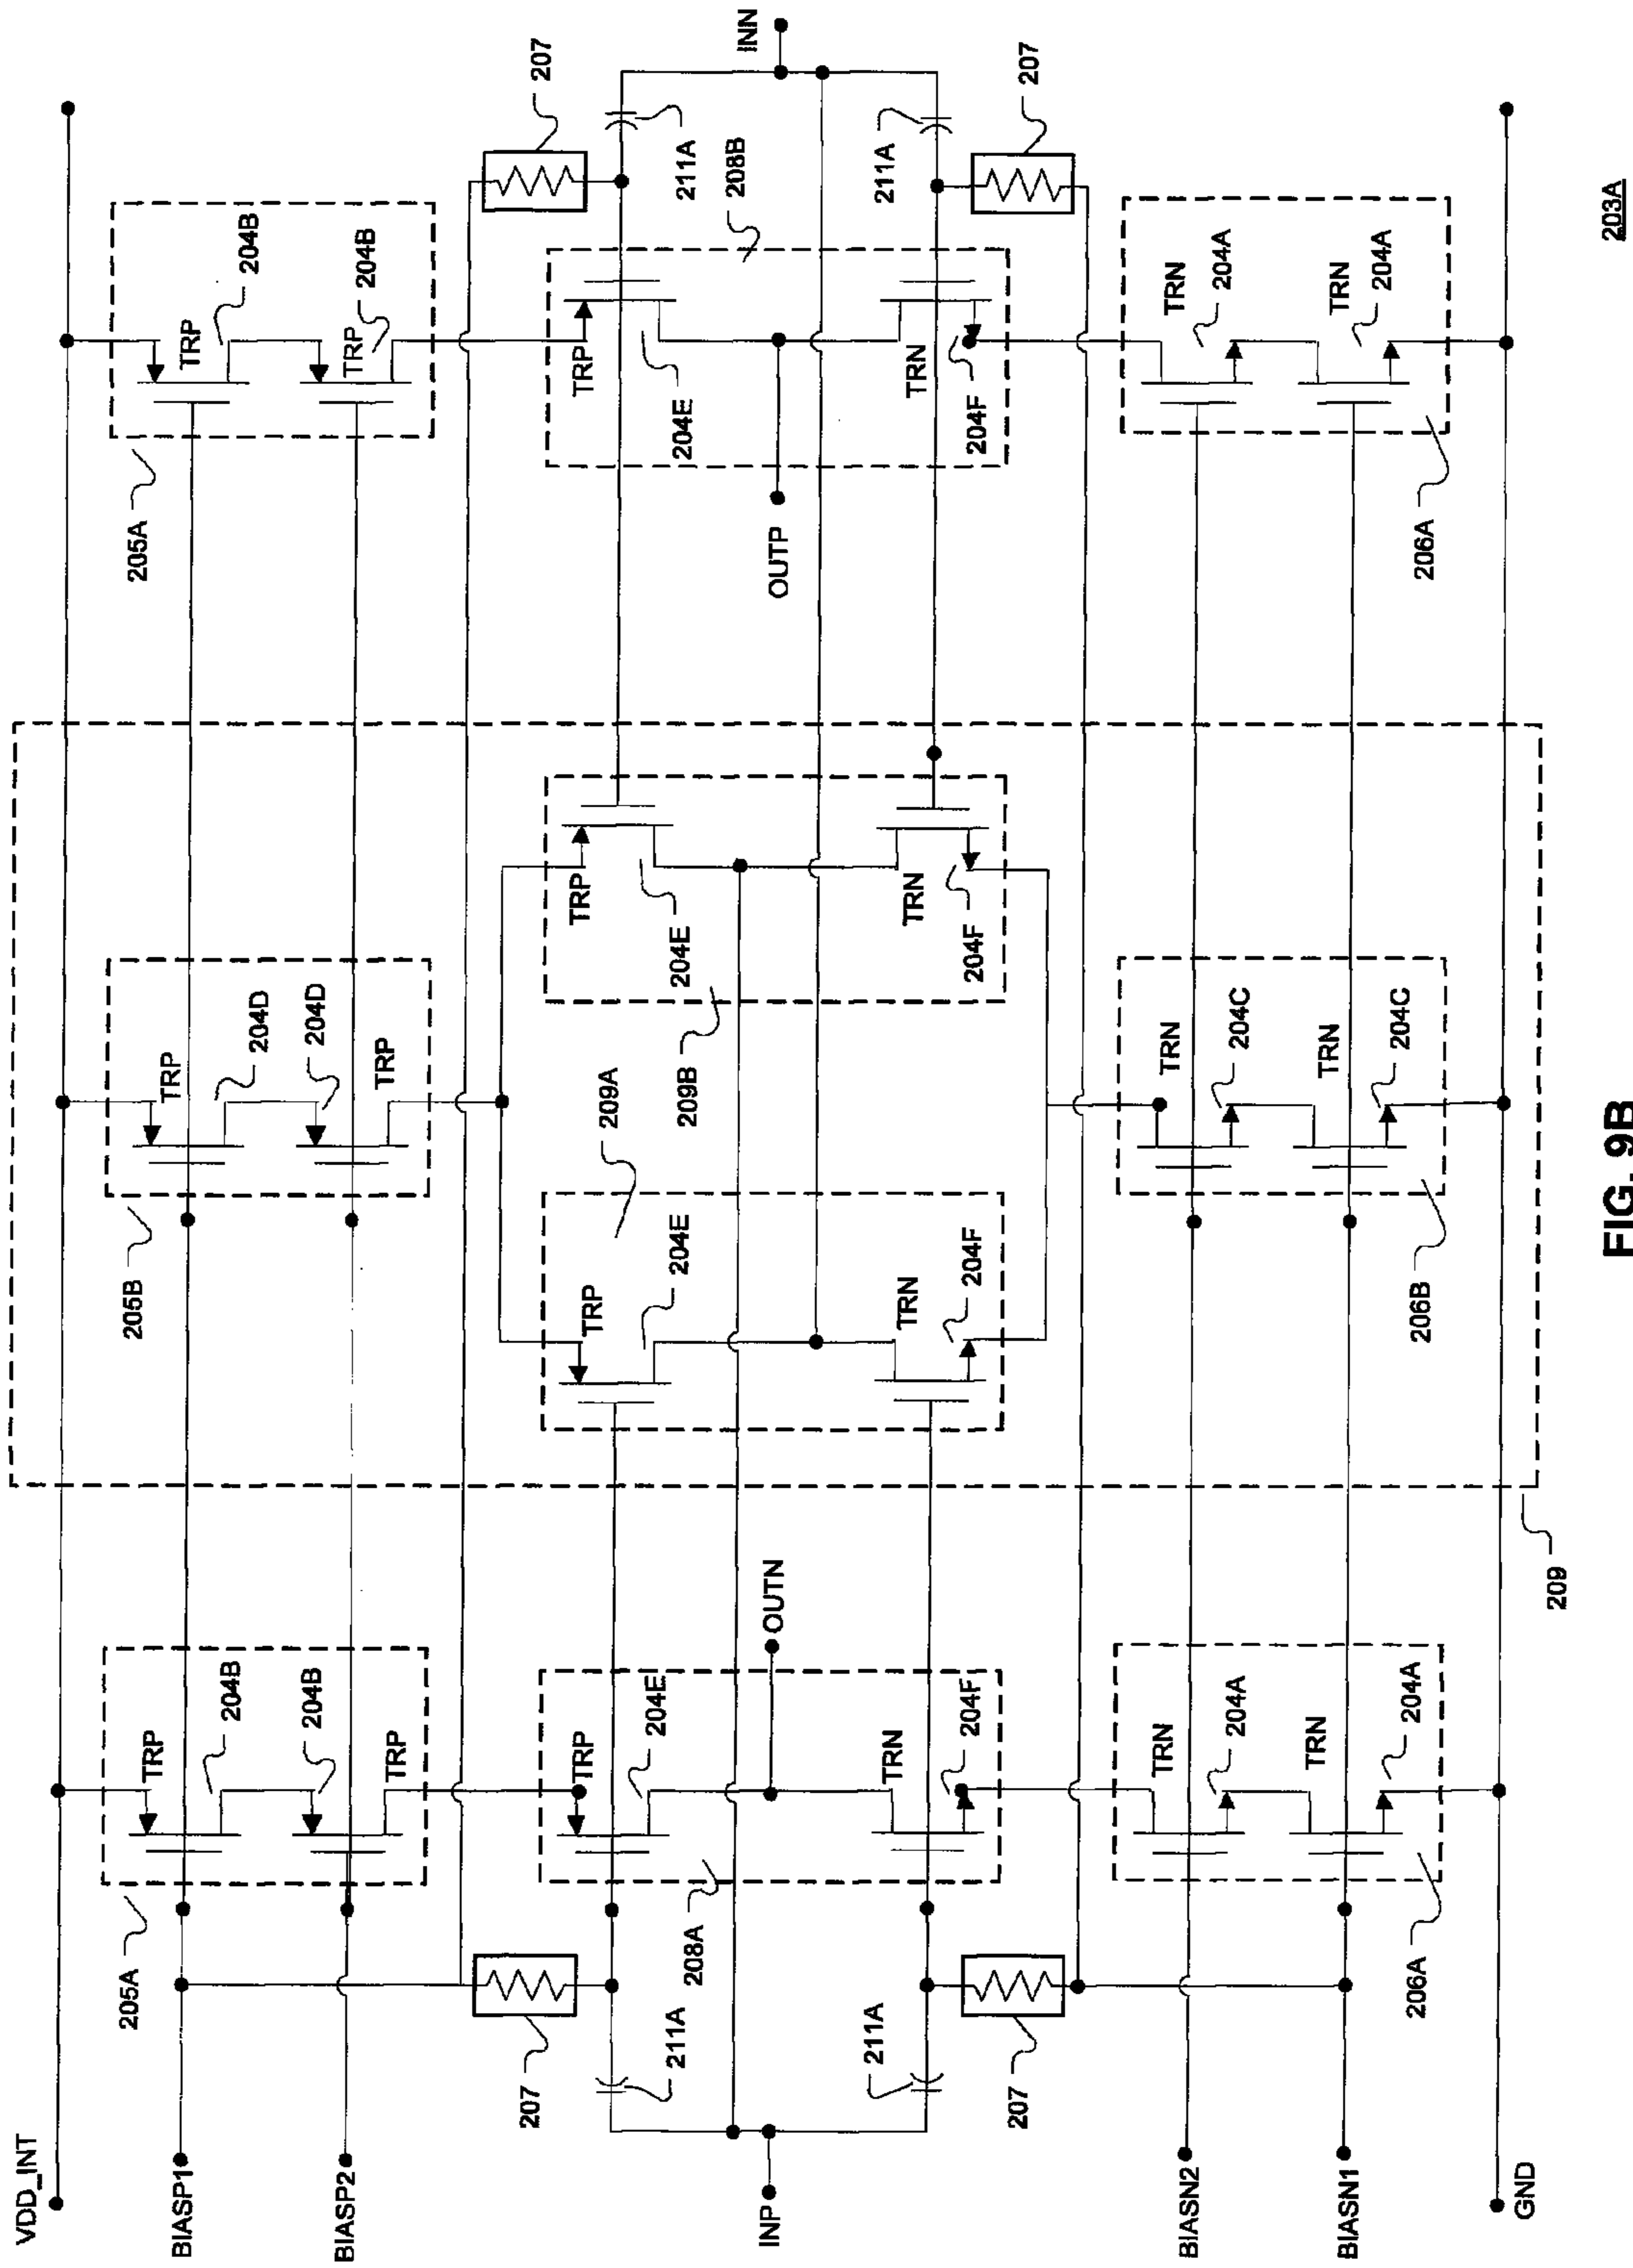 VDD_INT
205A
205B
205A
TRP
TRP
TRP
BIASP1
204B
204D
204B
204B
204D
204B
BIASP2
TRP
TRP
TRP
207
207
TRP
TRP
TRP
TRP
209A
204E
204E
204E
204E
211A
211A
208A
209B
208B
INP
OUTN
OUTP
INN
211A
211A
TRN
TRN
TRN
TRN
204F
204F
204F
204F
207
207
TRN
TRN
TRN
BIASN2
204A
204C
204A
TRN
TRN
TRN
BIASN1
204A
204C
204A
206A
206B
206A
GND
209
203A
FIG. 9B